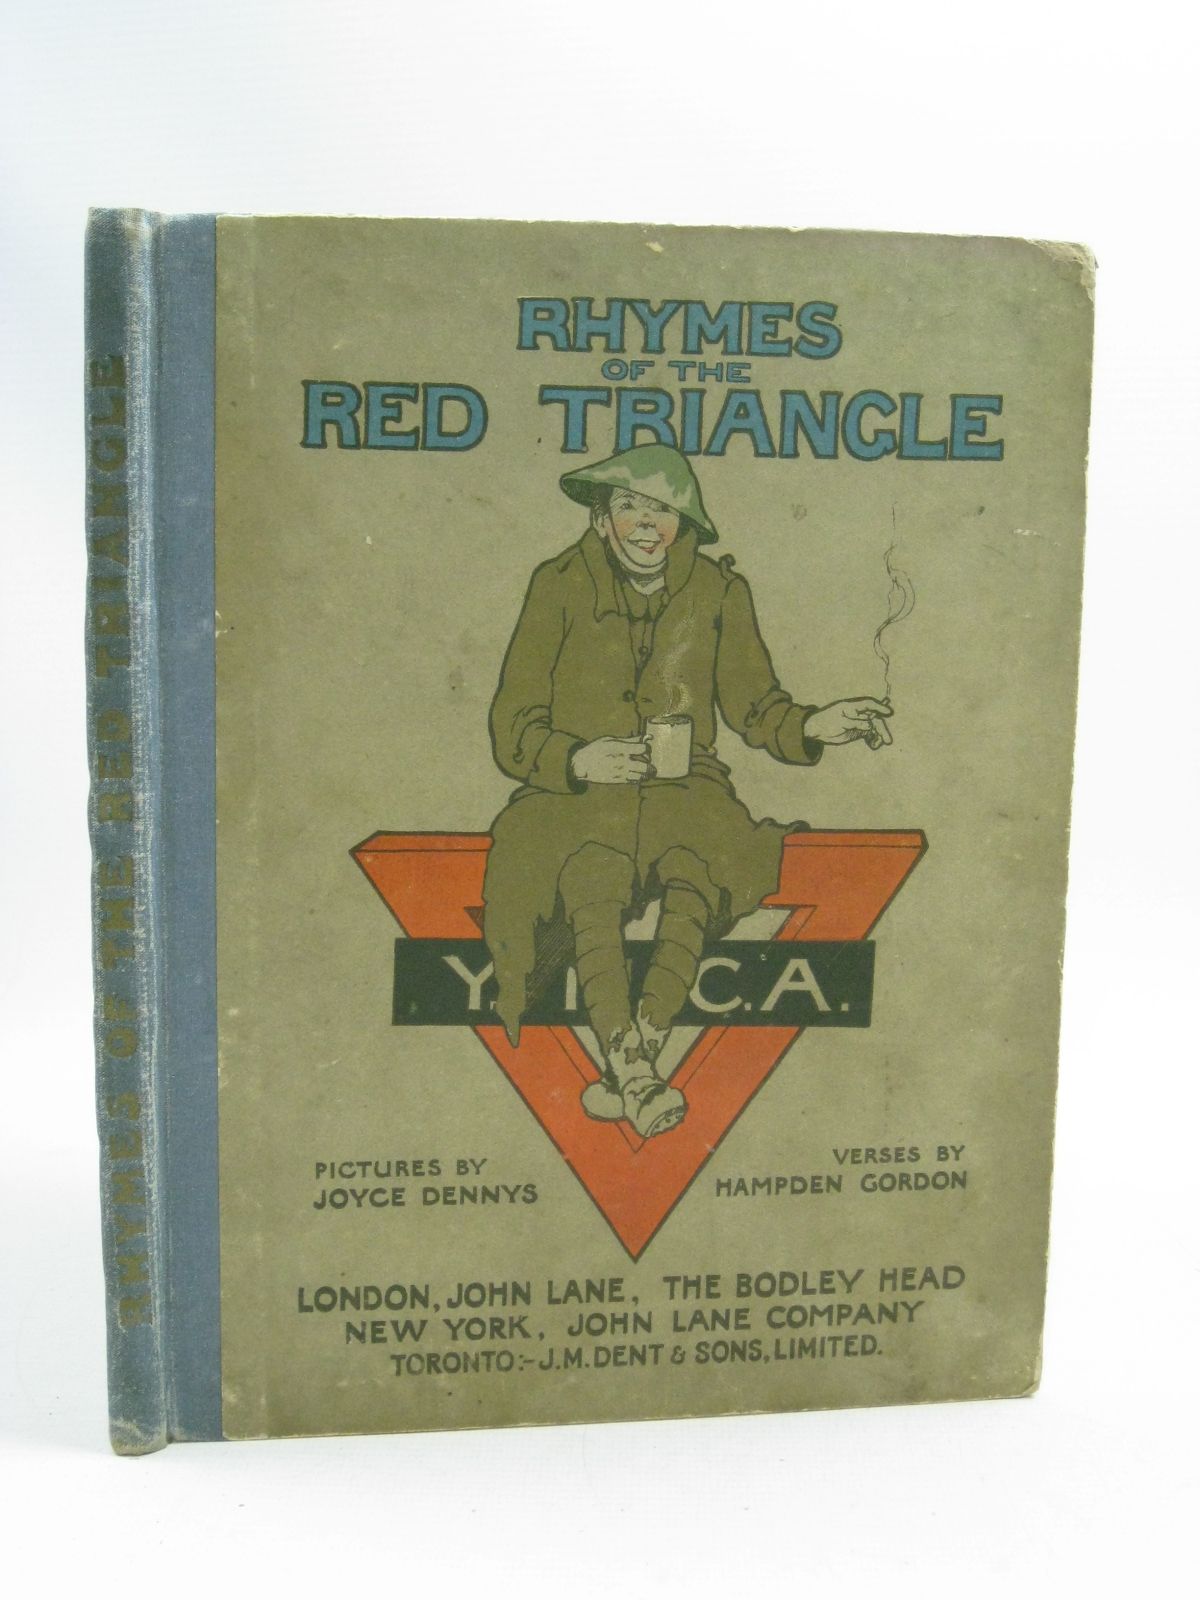 RHYMES OF THE RED TRIANGLE
RHYMES
OF THE
RED TRIANGLE
Y. C.A.
PICTURES BY
JOYCE DENNYS
VERSES BY
HAMPDEN GORDON
LONDON, JOHN LANE, THE BODLEY HEAD
NEW YORK, JOHN LANE COMPANY
TORONTO:- J.M. DENT & SONS, LIMITED.